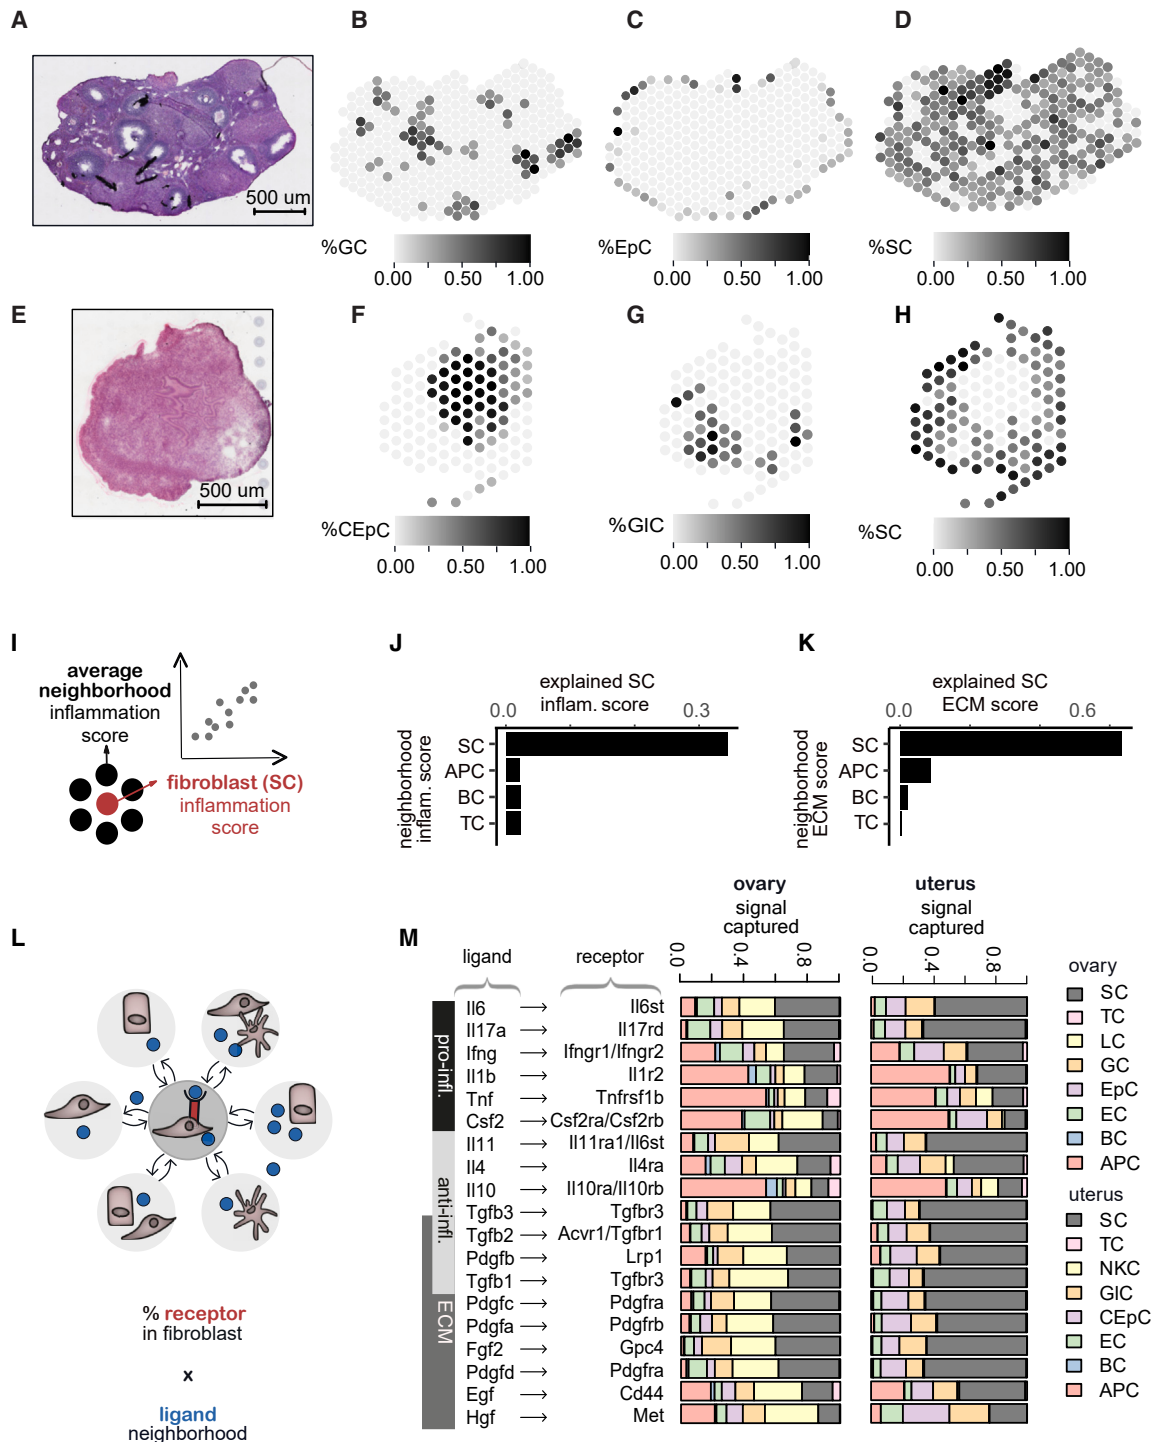 A
B
C
D
500 um
%GC
0.00 0.50 1.00
%EpC
0.00 0.50 1.00
%SC
0.00 0.50 1.00
E
F
G
H
500 um
%CEpC
0.00 0.50 1.00
%GIC
0.00 0.50 1.00
%SC
0.00 0.50 1.00
I
average
neighborhood
inflammation
score
fibroblast (SC)
inflammation
score
J
explained SC
inflam. score
0.0 0.3
neighborhood
inflam. score
SC
APC
BC
TC
K
explained SC
ECM score
0.0 0.6
neighborhood
ECM score
SC
APC
BC
TC
L
% receptor
in fibroblast
x
ligand
neighborhood
M
ovary
signal
captured
uterus
signal
captured
ligand
receptor
0.0 0.4 0.8
0.0 0.4 0.8
pro-infl.
anti-infl.
ECM
Il6 Il6st
Il17a Il17rd
Ifng Ifngr1/Ifngr2
Il1b Il1r2
Tnf Tnfrsf1b
Csf2 Csf2ra/Csf2rb
Il11 Il11ra1/Il6st
Il4 Il4ra
Il10 Il10ra/Il10rb
Tgfb3 Tgfbr3
Tgfb2 Acvr1/Tgfbr1
Pdgfb Lrp1
Tgfb1 Tgfbr3
Pdgfc Pdgfra
Pdgfa Pdgfrb
Fgf2 Gpc4
Pdgfd Pdgfra
Egf Cd44
Hgf Met
ovary
SC
TC
LC
GC
EpC
EC
BC
APC
uterus
SC
TC
NKC
GIC
CEpC
EC
BC
APC